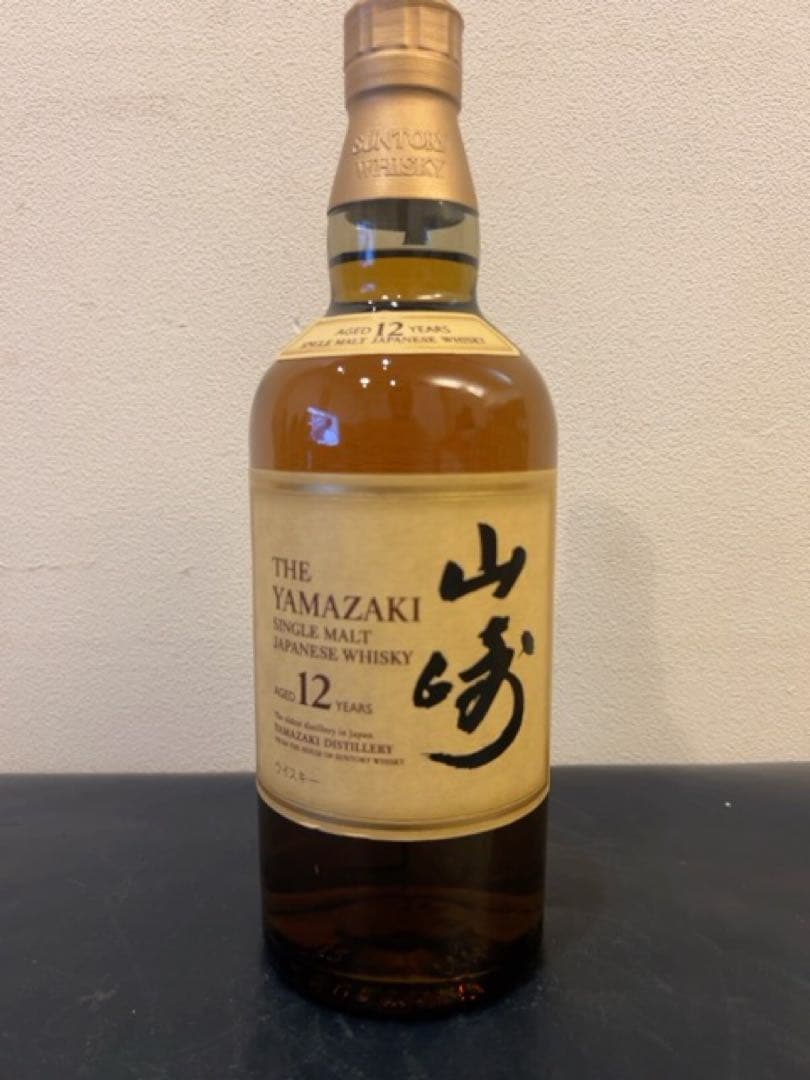 SUNTORY
WHISKY
AGED 12 YEARS
SINGLE MALT JAPANESE WHISKY
THE
YAMAZAKI
SINGLE MALT
JAPANESE WHISKY
AGED 12 YEARS
The oldest distillery in Japan
YAMAZAKI DISTILLERY
FROM THE HOUSE OF SUNTORY WHISKY
ウイスキー
山崎